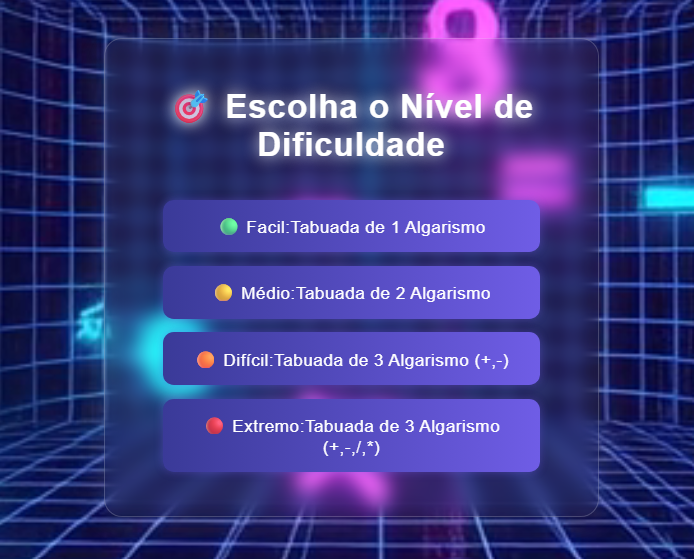 🎯 Escolha o Nível de
Dificuldade
🟢 Facil:Tabuada de 1 Algarismo
🟡 Médio:Tabuada de 2 Algarismo
🟠 Difícil:Tabuada de 3 Algarismo (+,-)
🔴 Extremo:Tabuada de 3 Algarismo
(+,-,/,*)